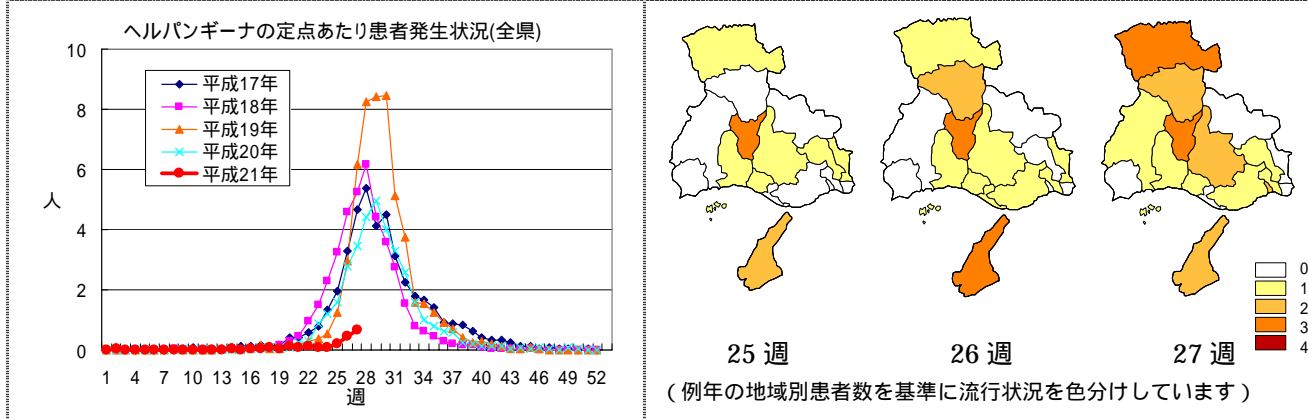 ヘルパンギーナの定点あたり患者発生状況(全県)
10
8
6
4
2
0
人
平成17年
平成18年
平成19年
平成20年
平成21年
1 4 7 10 13 16 19 22 25 28 31 34 37 40 43 46 49 52
週
25 週 26 週 27 週
0
1
2
3
4
(例年の地域別患者数を基準に流行状況を色分けしています)